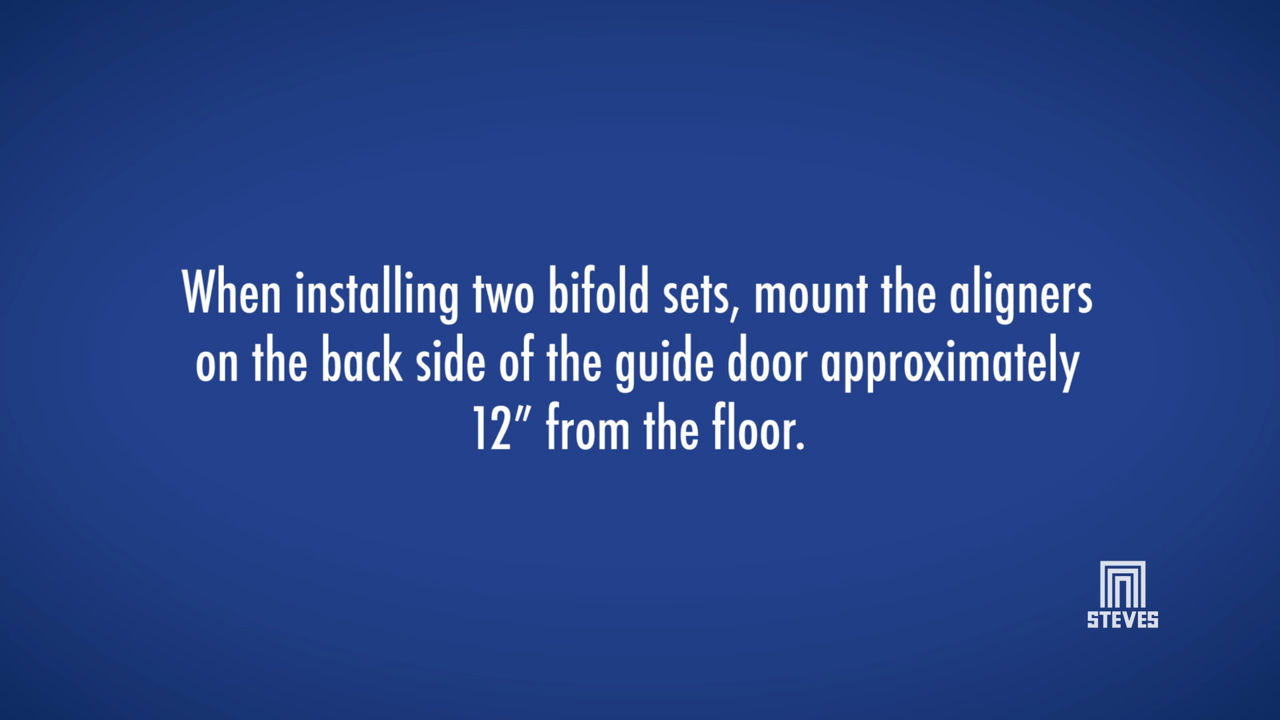 When installing two bifold sets, mount the aligners
on the back side of the guide door approximately
12” from the floor.
STEVES